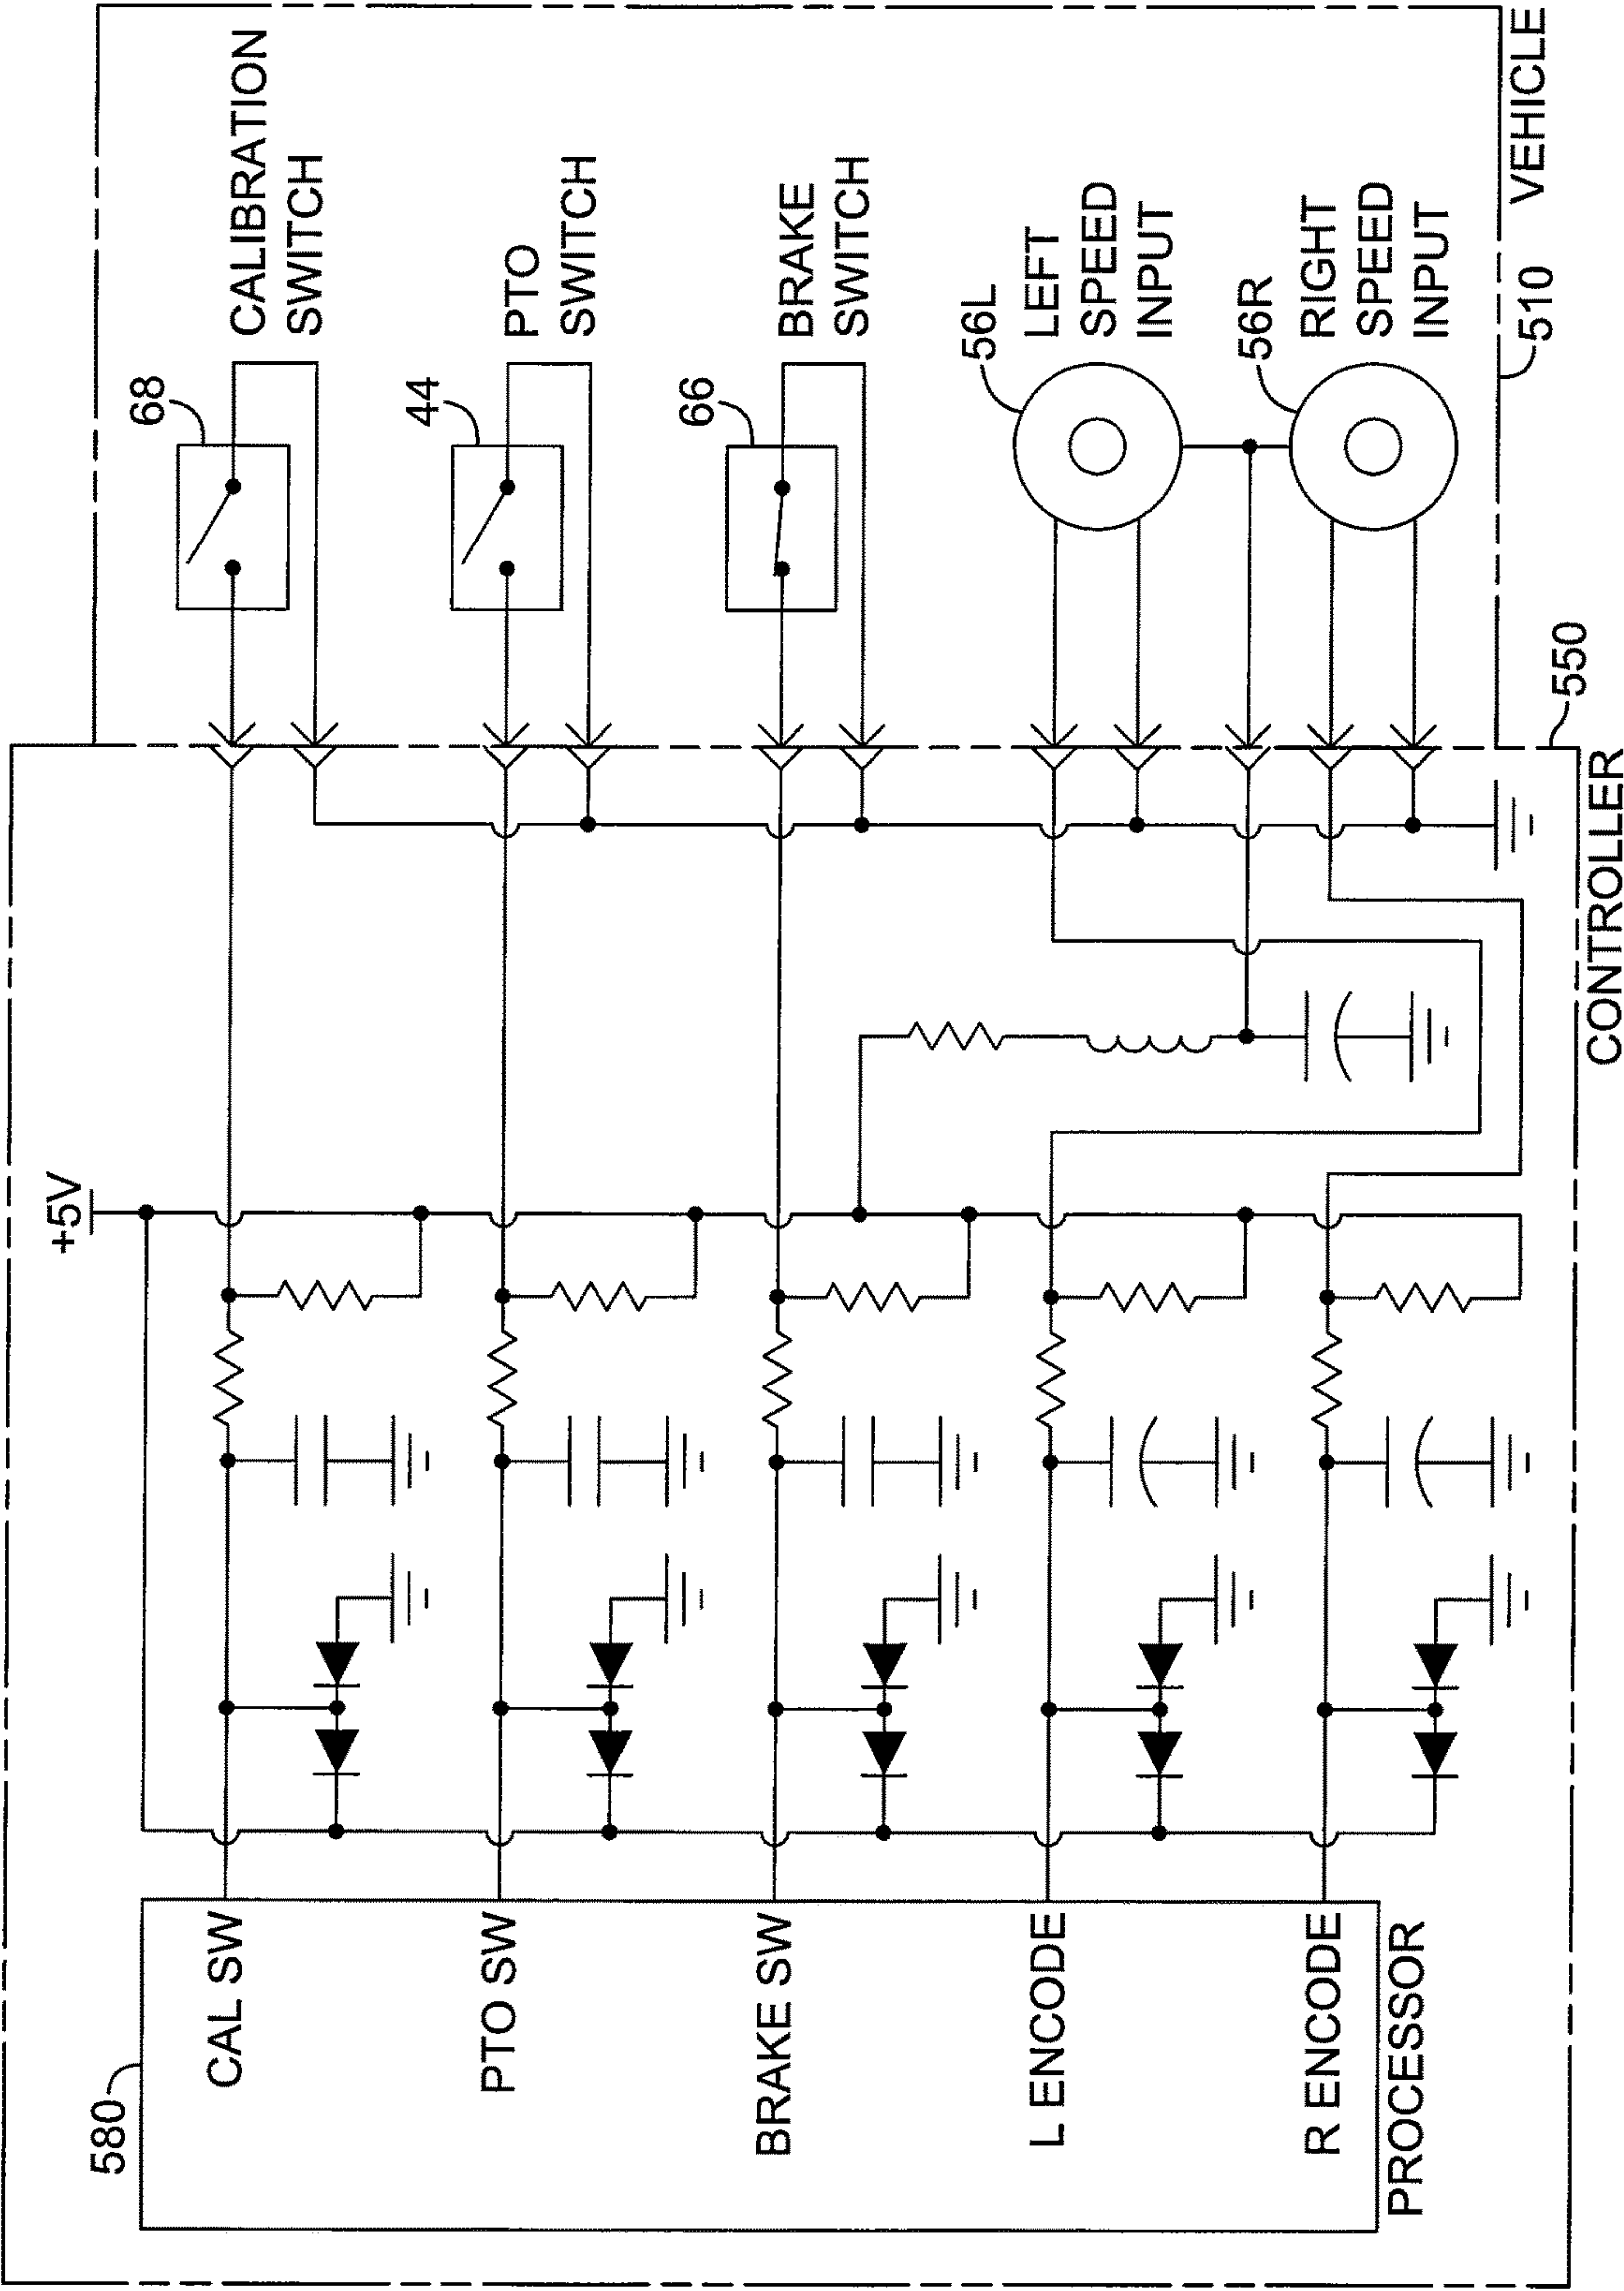 580
CAL SW
PTO SW
BRAKE SW
L ENCODE
R ENCODE
PROCESSOR
+5V
CONTROLLER
550
68
CALIBRATION
SWITCH
44
PTO
SWITCH
66
BRAKE
SWITCH
56L
LEFT
SPEED
INPUT
56R
RIGHT
SPEED
INPUT
510
VEHICLE